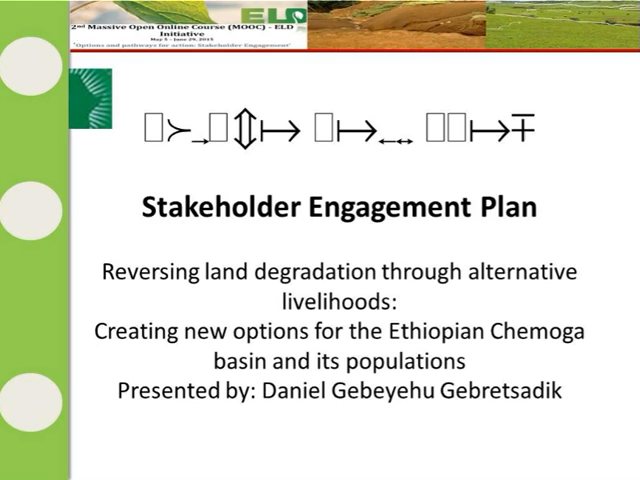 ELD
2nd Massive Open Online Course (MOOC) - ELD
Initiative
May 5 – June 29, 2015
"Options and pathways for action: Stakeholder Engagement"
□≻→□⇕↦ □↦↔ □□↦∓
Stakeholder Engagement Plan
Reversing land degradation through alternative
livelihoods:
Creating new options for the Ethiopian Chemoga
basin and its populations
Presented by: Daniel Gebeyehu Gebretsadik